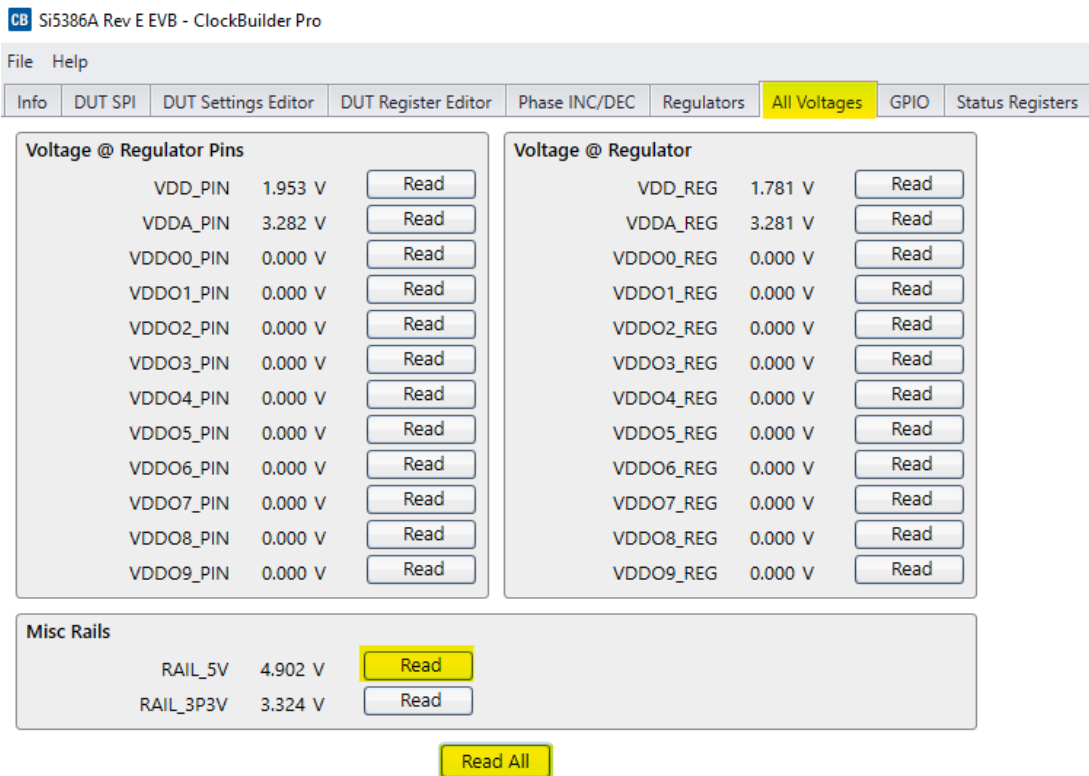 CB Si5386A Rev E EVB - ClockBuilder Pro
File Help
Info DUT SPI DUT Settings Editor DUT Register Editor Phase INC/DEC Regulators All Voltages GPIO Status Registers
Voltage @ Regulator Pins
VDD_PIN 1.953 V Read
VDDA_PIN 3.282 V Read
VDDO0_PIN 0.000 V Read
VDDO1_PIN 0.000 V Read
VDDO2_PIN 0.000 V Read
VDDO3_PIN 0.000 V Read
VDDO4_PIN 0.000 V Read
VDDO5_PIN 0.000 V Read
VDDO6_PIN 0.000 V Read
VDDO7_PIN 0.000 V Read
VDDO8_PIN 0.000 V Read
VDDO9_PIN 0.000 V Read
Voltage @ Regulator
VDD_REG 1.781 V Read
VDDA_REG 3.281 V Read
VDDO0_REG 0.000 V Read
VDDO1_REG 0.000 V Read
VDDO2_REG 0.000 V Read
VDDO3_REG 0.000 V Read
VDDO4_REG 0.000 V Read
VDDO5_REG 0.000 V Read
VDDO6_REG 0.000 V Read
VDDO7_REG 0.000 V Read
VDDO8_REG 0.000 V Read
VDDO9_REG 0.000 V Read
Misc Rails
RAIL_5V 4.902 V Read
RAIL_3P3V 3.324 V Read
Read All